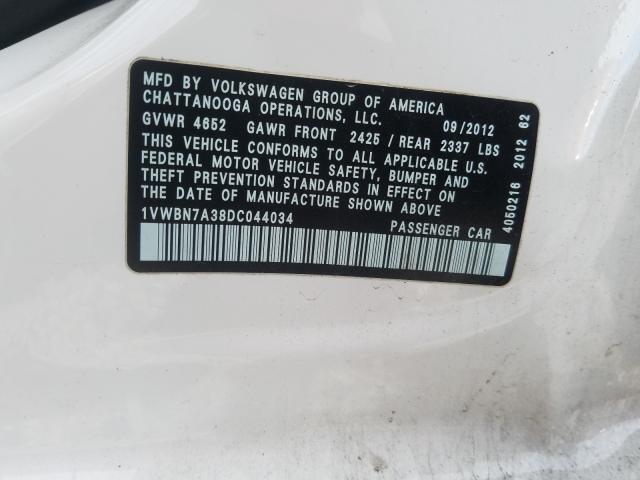 MFD BY VOLKSWAGEN GROUP OF AMERICA
CHATTANOOGA OPERATIONS, LLC. 09/2012
GVWR 4652 GAWR FRONT 2425 / REAR 2337 LBS
THIS VEHICLE CONFORMS TO ALL APPLICABLE U.S.
FEDERAL MOTOR VEHICLE SAFETY, BUMPER AND
THEFT PREVENTION STANDARDS IN EFFECT ON
THE DATE OF MANUFACTURE SHOWN ABOVE
1VWBN7A38DC044034 PASSENGER CAR
4050216 2012 62